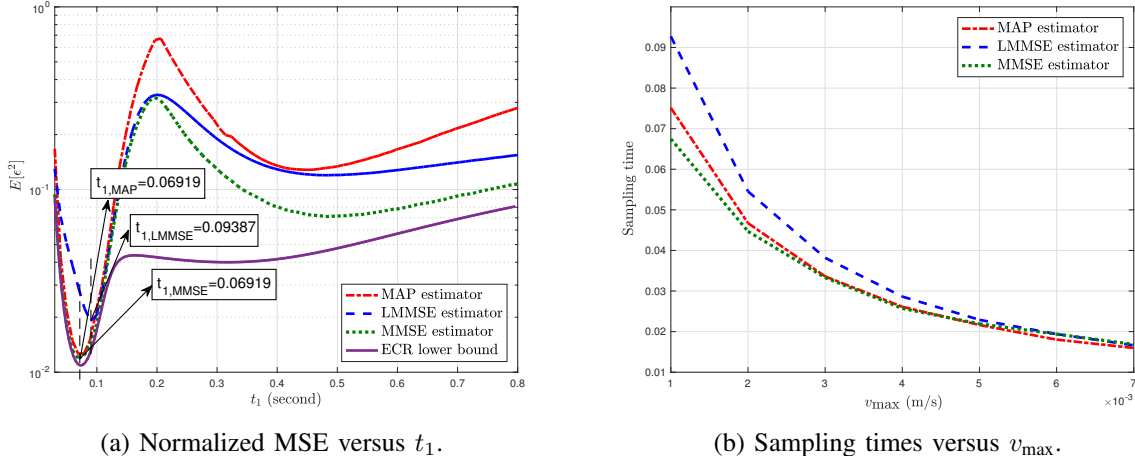 10^0
10^-1
10^-2
E[ϵ^2]
t_1,MAP=0.06919
t_1,LMMSE=0.09387
t_1,MMSE=0.06919
MAP estimator
LMMSE estimator
MMSE estimator
ECR lower bound
0.1 0.2 0.3 0.4 0.5 0.6 0.7 0.8
t_1 (second)
(a) Normalized MSE versus t_1.
0.09
0.08
0.07
0.06
0.05
0.04
0.03
0.02
0.01
Sampling time
MAP estimator
LMMSE estimator
MMSE estimator
1 2 3 4 5 6 7
v_max (m/s)
×10^-3
(b) Sampling times versus v_max.